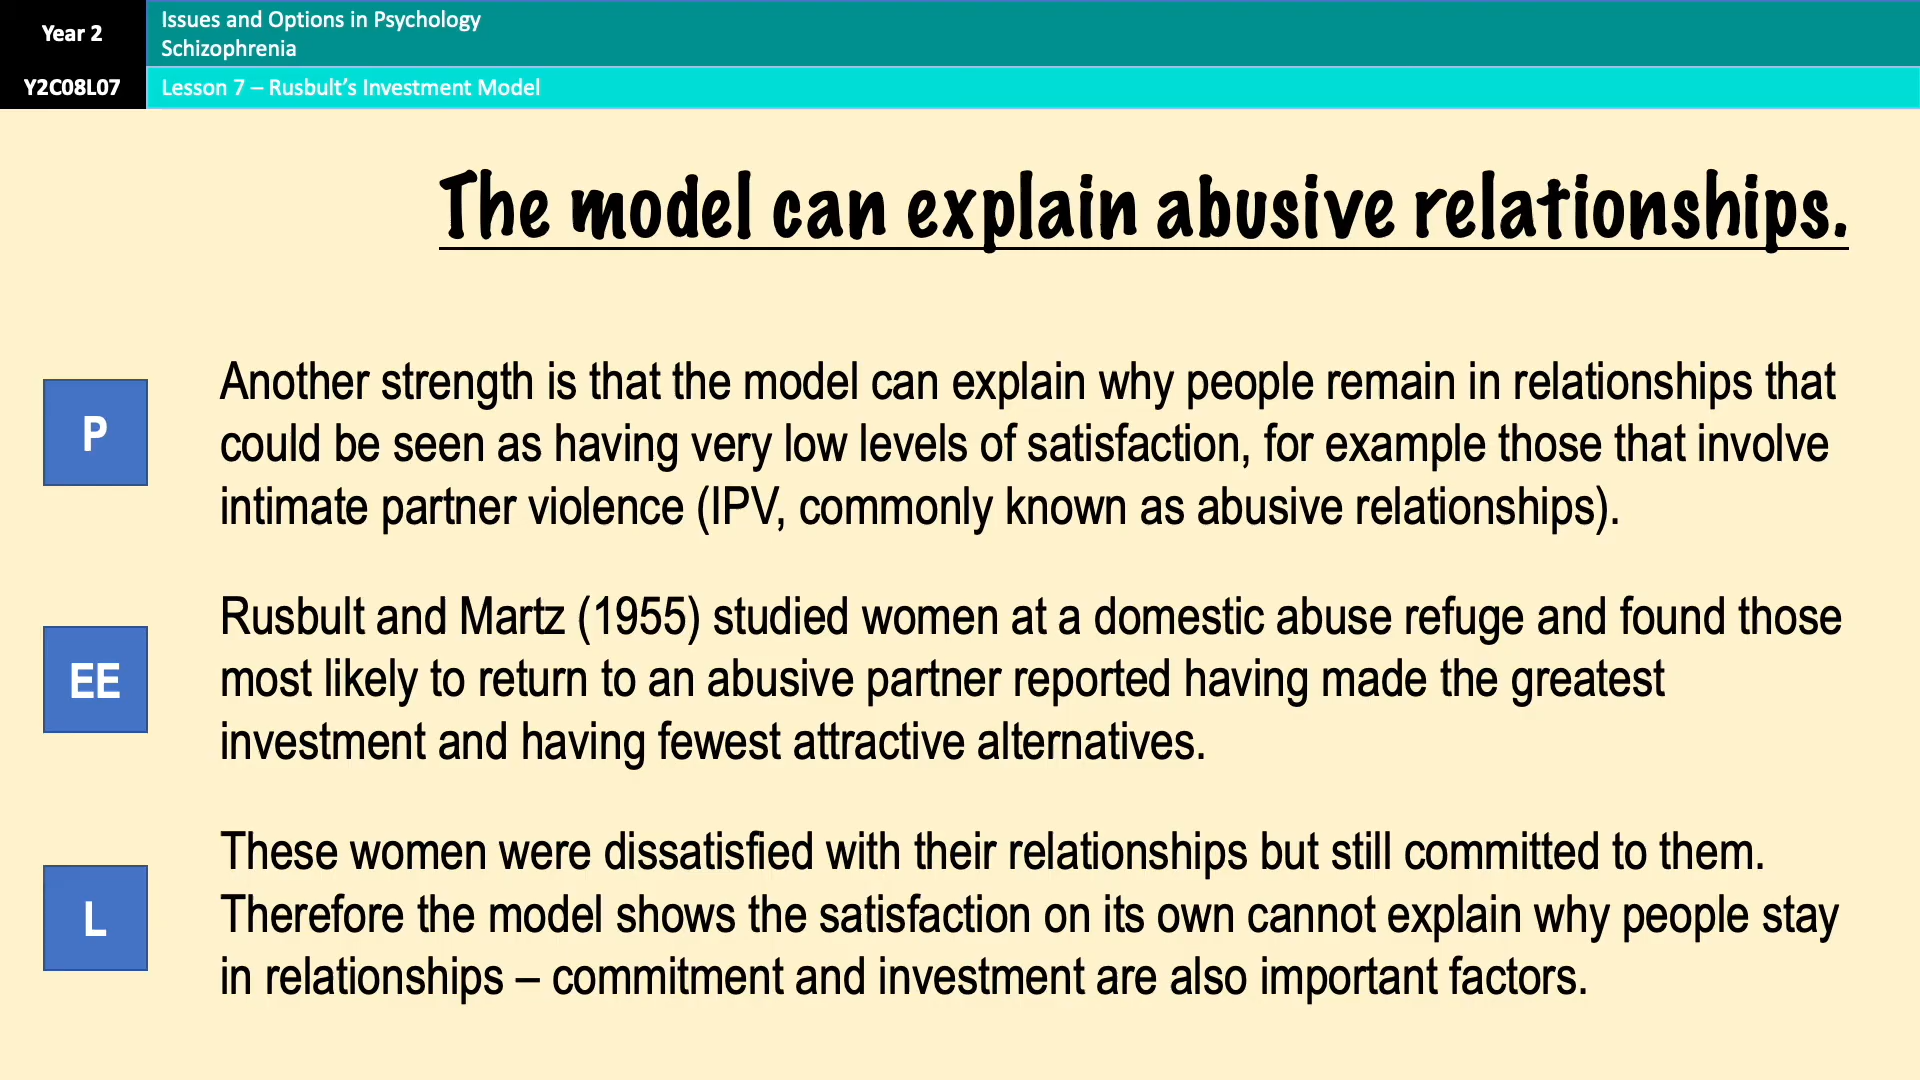 Year 2
Issues and Options in Psychology
Schizophrenia
Y2C08L07
Lesson 7 – Rusbult’s Investment Model
The model can explain abusive relationships.
P
Another strength is that the model can explain why people remain in relationships that
could be seen as having very low levels of satisfaction, for example those that involve
intimate partner violence (IPV, commonly known as abusive relationships).
EE
Rusbult and Martz (1955) studied women at a domestic abuse refuge and found those
most likely to return to an abusive partner reported having made the greatest
investment and having fewest attractive alternatives.
L
These women were dissatisfied with their relationships but still committed to them.
Therefore the model shows the satisfaction on its own cannot explain why people stay
in relationships – commitment and investment are also important factors.